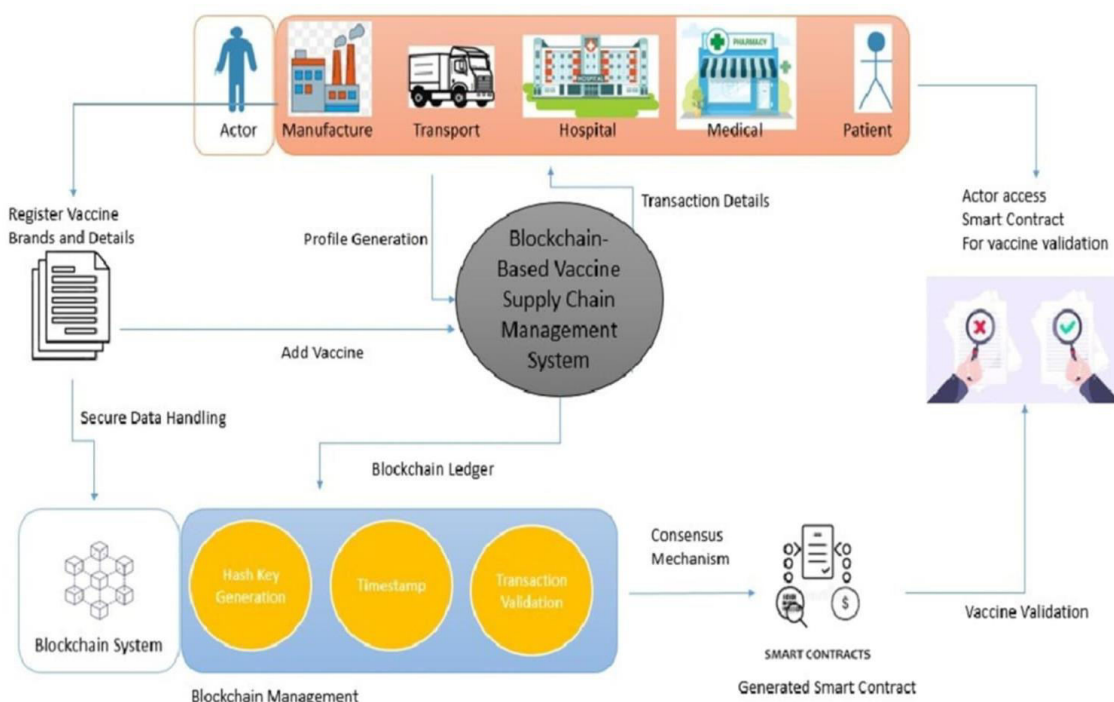 PHARMACY
HOSPITAL
Actor
Manufacture
Transport
Hospital
Medical
Patient
Register Vaccine
Brands and Details
Profile Generation
Transaction Details
Blockchain-
Based Vaccine
Supply Chain
Management
System
Actor access
Smart Contract
For vaccine validation
Add Vaccine
Secure Data Handling
Blockchain Ledger
Hash Key
Generation
Timestamp
Transaction
Validation
Consensus
Mechanism
$
Blockchain System
Vaccine Validation
SMART CONTRACTS
Generated Smart Contract
Blockchain Management